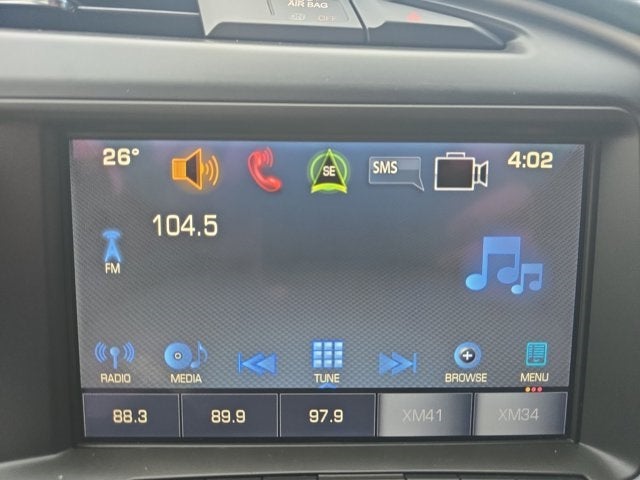 AIR BAG
OFF
26° SE SMS 4:02
104.5
FM
RADIO MEDIA TUNE BROWSE MENU
88.3 89.9 97.9 XM41 XM34